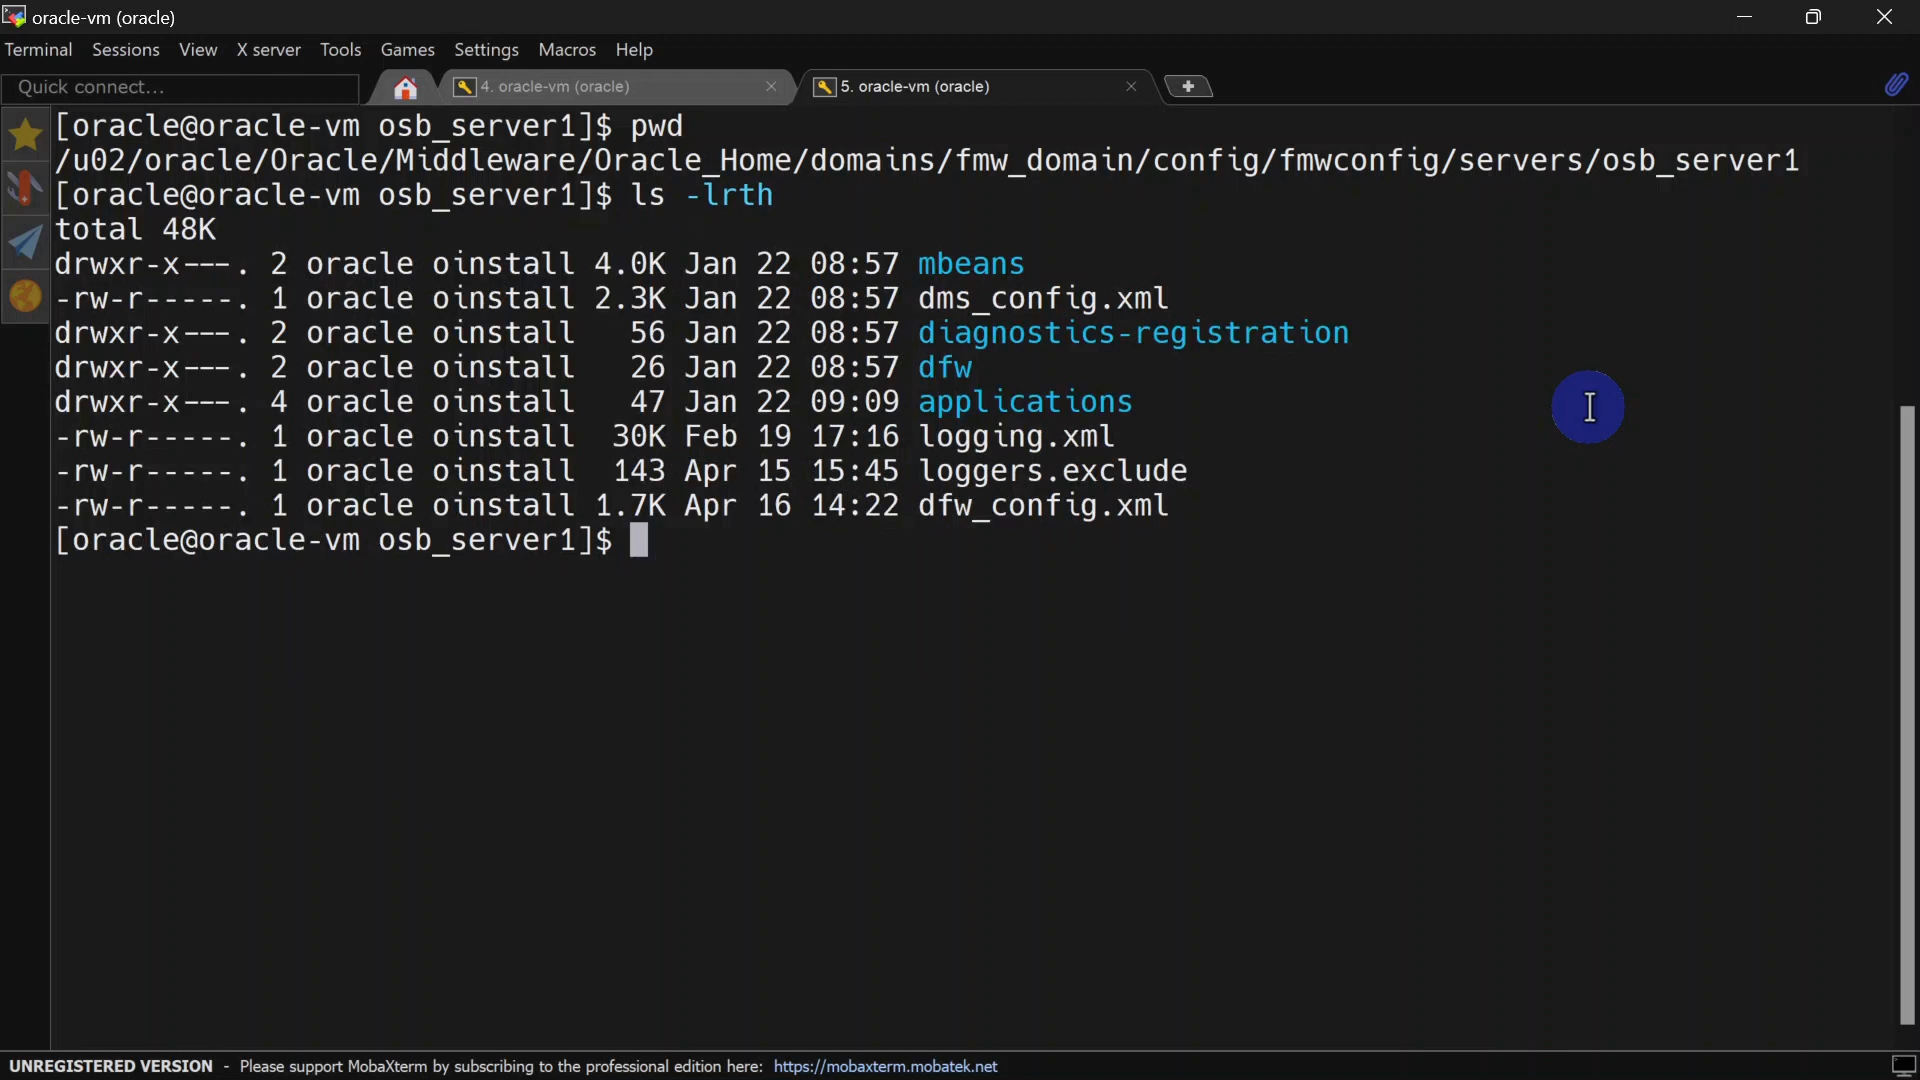 oracle-vm (oracle)
Terminal Sessions View X server Tools Games Settings Macros Help
Quick connect... 4. oracle-vm (oracle) 5. oracle-vm (oracle)
[oracle@oracle-vm osb_server1]$ pwd
/u02/oracle/Oracle/Middleware/Oracle_Home/domains/fmw_domain/config/fmwconfig/servers/osb_server1
[oracle@oracle-vm osb_server1]$ ls -lrth
total 48K
drwxr-x---. 2 oracle oinstall 4.0K Jan 22 08:57 mbeans
-rw-r-----. 1 oracle oinstall 2.3K Jan 22 08:57 dms_config.xml
drwxr-x---. 2 oracle oinstall 56 Jan 22 08:57 diagnostics-registration
drwxr-x---. 2 oracle oinstall 26 Jan 22 08:57 dfw
drwxr-x---. 4 oracle oinstall 47 Jan 22 09:09 applications
-rw-r-----. 1 oracle oinstall 30K Feb 19 17:16 logging.xml
-rw-r-----. 1 oracle oinstall 143 Apr 15 15:45 loggers.exclude
-rw-r-----. 1 oracle oinstall 1.7K Apr 16 14:22 dfw_config.xml
[oracle@oracle-vm osb_server1]$
UNREGISTERED VERSION - Please support MobaXterm by subscribing to the professional edition here: https://mobaxterm.mobatek.net